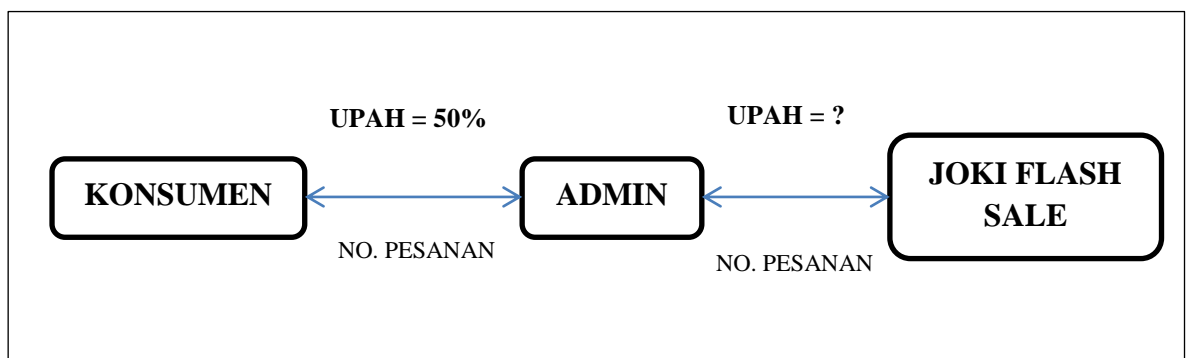 UPAH = 50%
UPAH = ?
KONSUMEN
ADMIN
JOKI FLASH
SALE
NO. PESANAN
NO. PESANAN